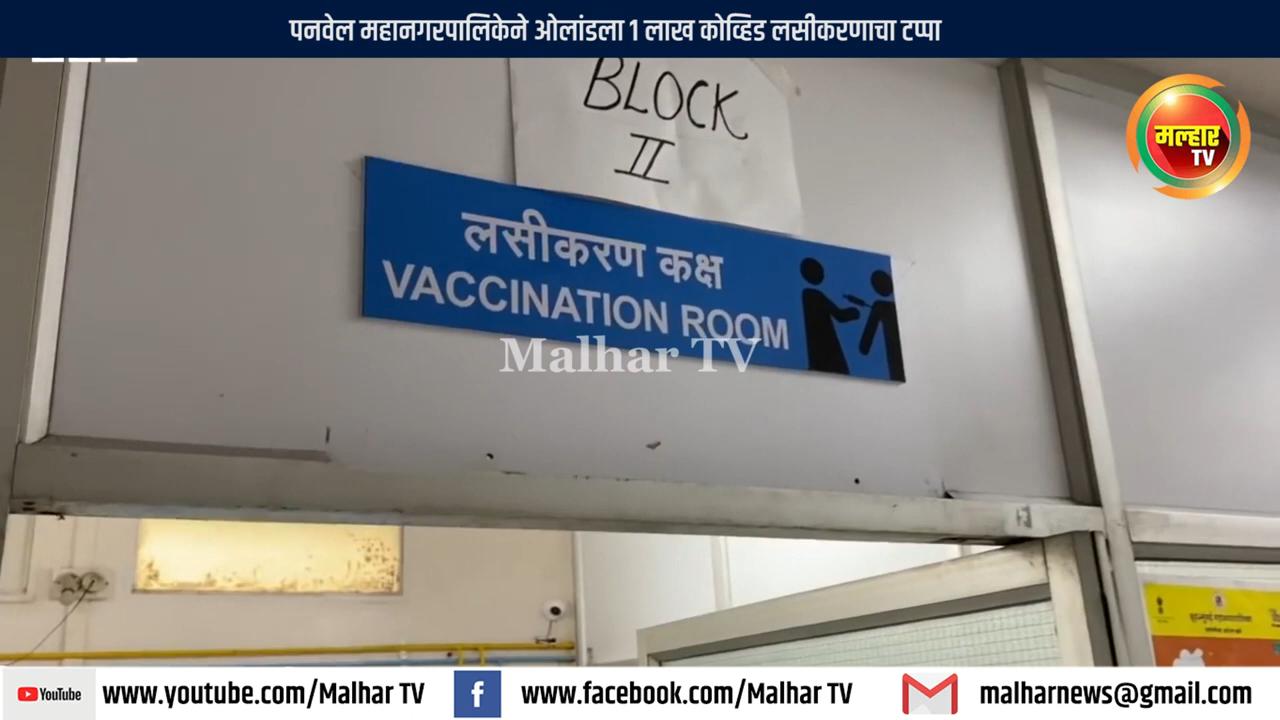 पनवेल महानगरपालिकेने ओलांडला 1 लाख कोव्हिड लसीकरणाचा टप्पा
मल्हार
TV
BLOCK
II
लसीकरण कक्ष
VACCINATION ROOM
Malhar TV
YouTube
www.youtube.com/Malhar TV
www.facebook.com/Malhar TV
malharnews@gmail.com